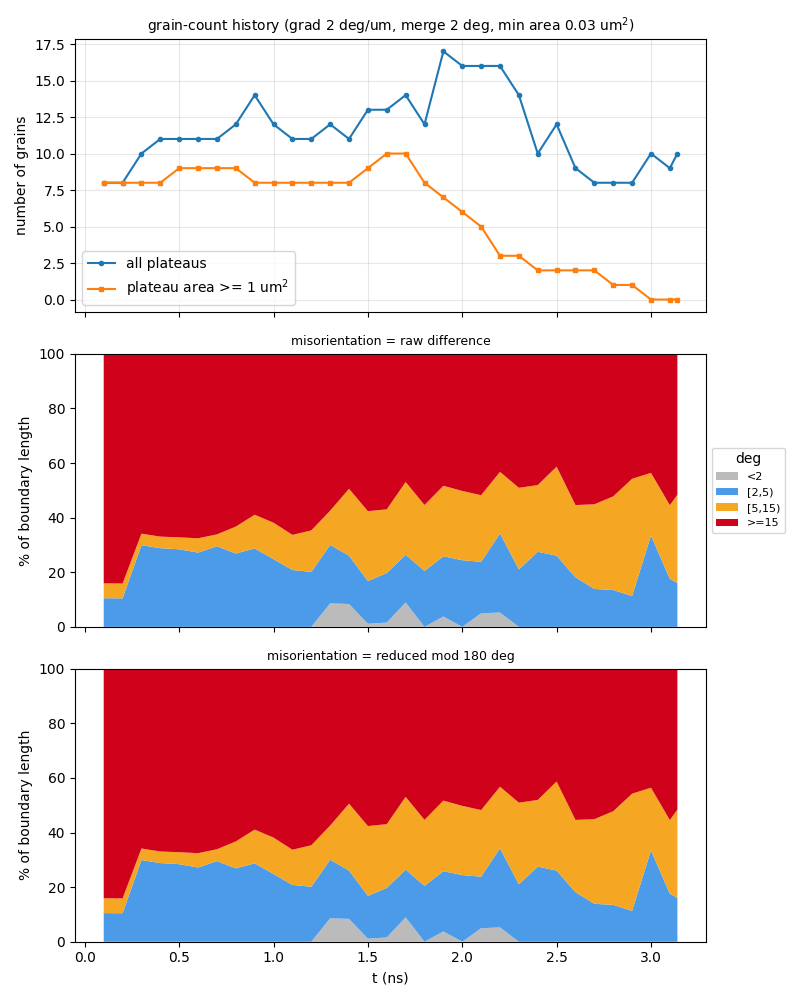 grain-count history (grad 2 deg/um, merge 2 deg, min area 0.03 um²)
17.5
15.0
12.5
10.0
7.5
5.0
2.5
0.0
number of grains
all plateaus
plateau area >= 1 um²
misorientation = raw difference
100
80
60
40
20
0
% of boundary length
deg
<2
[2,5)
[5,15)
>=15
misorientation = reduced mod 180 deg
100
80
60
40
20
0
% of boundary length
0.0 0.5 1.0 1.5 2.0 2.5 3.0
t (ns)